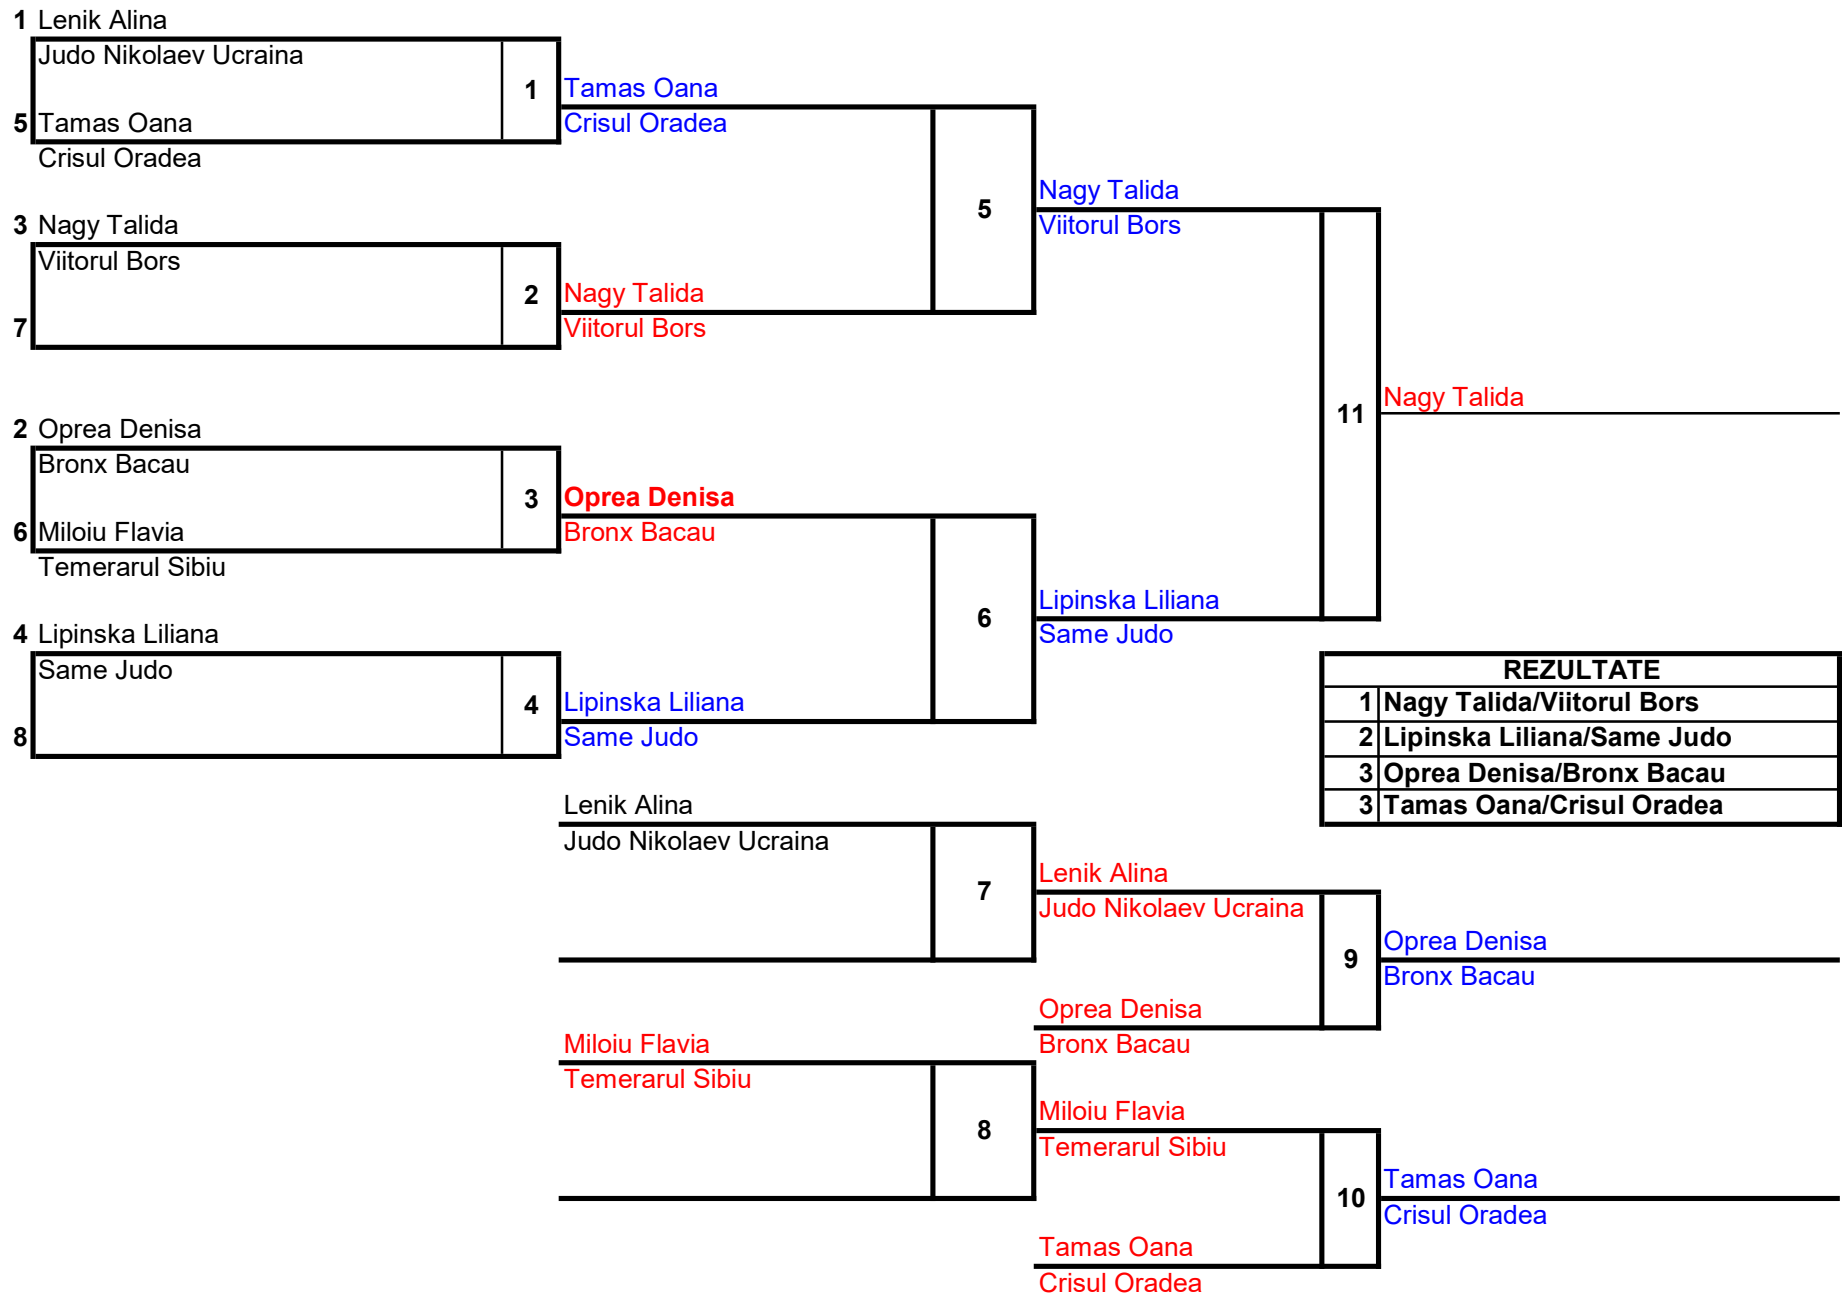 1 Lenik Alina
Judo Nikolaev Ucraina
1 Tamas Oana
5 Tamas Oana
Crisul Oradea
Crisul Oradea
5 Nagy Talida
Viitorul Bors
3 Nagy Talida
Viitorul Bors
2 Nagy Talida
7
Viitorul Bors
11 Nagy Talida
2 Oprea Denisa
Bronx Bacau
3 Oprea Denisa
6 Miloiu Flavia
Bronx Bacau
Temerarul Sibiu
6 Lipinska Liliana
Same Judo
4 Lipinska Liliana
Same Judo
4 Lipinska Liliana
8
Same Judo
REZULTATE
1 Nagy Talida/Viitorul Bors
2 Lipinska Liliana/Same Judo
3 Oprea Denisa/Bronx Bacau
3 Tamas Oana/Crisul Oradea
Lenik Alina
Judo Nikolaev Ucraina
7 Lenik Alina
Judo Nikolaev Ucraina
9 Oprea Denisa
Bronx Bacau
Oprea Denisa
Bronx Bacau
Miloiu Flavia
Temerarul Sibiu
8 Miloiu Flavia
Temerarul Sibiu
10 Tamas Oana
Crisul Oradea
Tamas Oana
Crisul Oradea